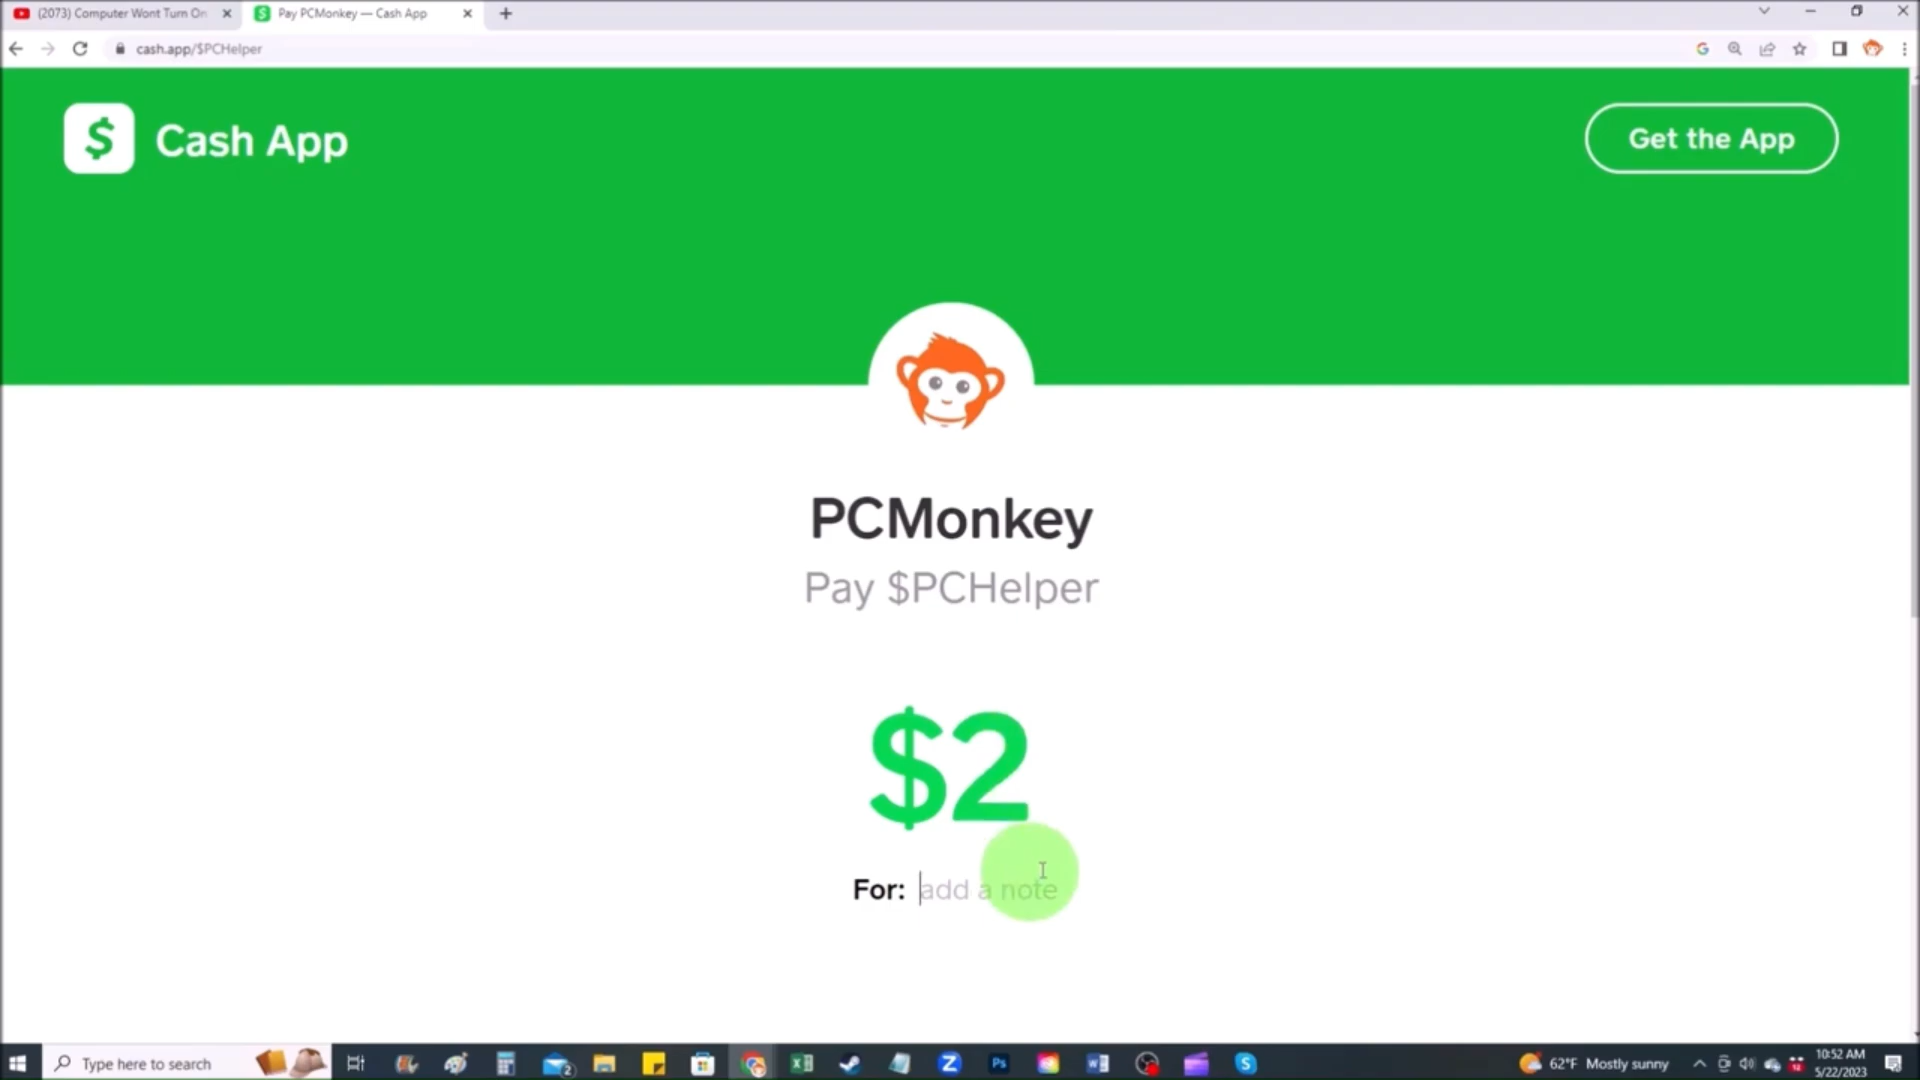 (2073) Computer Wont Turn On
Pay PCMonkey — Cash App
cash.app/$PCHelper
$ Cash App
Get the App
PCMonkey
Pay $PCHelper
$2
For: add a note
Type here to search
62°F Mostly sunny
10:52 AM
5/22/2023